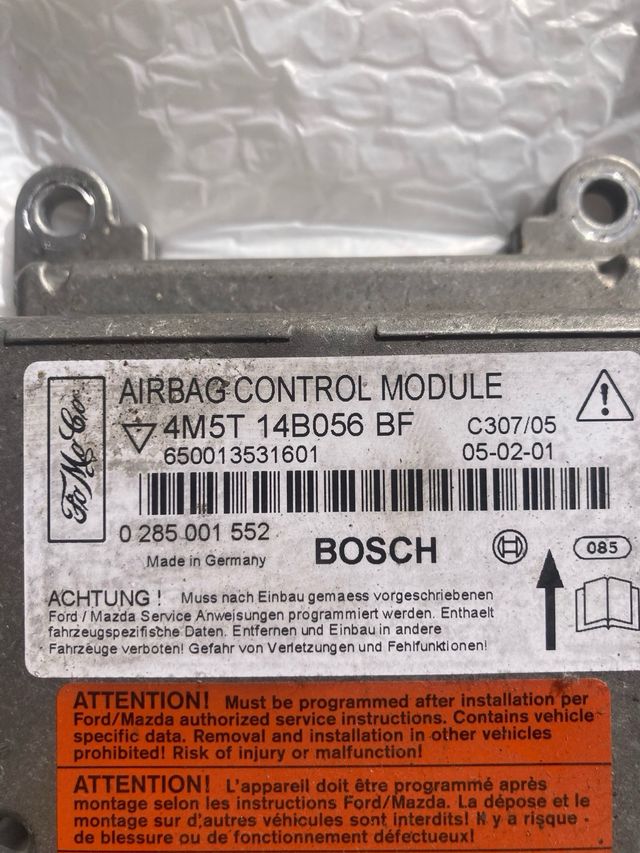 FoMoCo
AIRBAG CONTROL MODULE
4M5T 14B056 BF
C307/05
650013531601
05-02-01
0 285 001 552
Made in Germany
BOSCH
085
ACHTUNG ! Muss nach Einbau gemaess vorgeschriebenen
Ford / Mazda Service Anweisungen programmiert werden. Enthaelt
fahrzeugspezifische Daten. Entfernen und Einbau in andere
Fahrzeuge verboten! Gefahr von Verletzungen und Fehlfunktionen!
ATTENTION! Must be programmed after installation per
Ford/Mazda authorized service instructions. Contains vehicle
specific data. Removal and installation in other vehicles
prohibited! Risk of injury or malfunction!
ATTENTION! L'appareil doit être programmé après
montage selon les instructions Ford/Mazda. La dépose et le
montage sur d'autres véhicules sont interdits! Il y a risque
de blessure ou de fonctionnement défectueux!